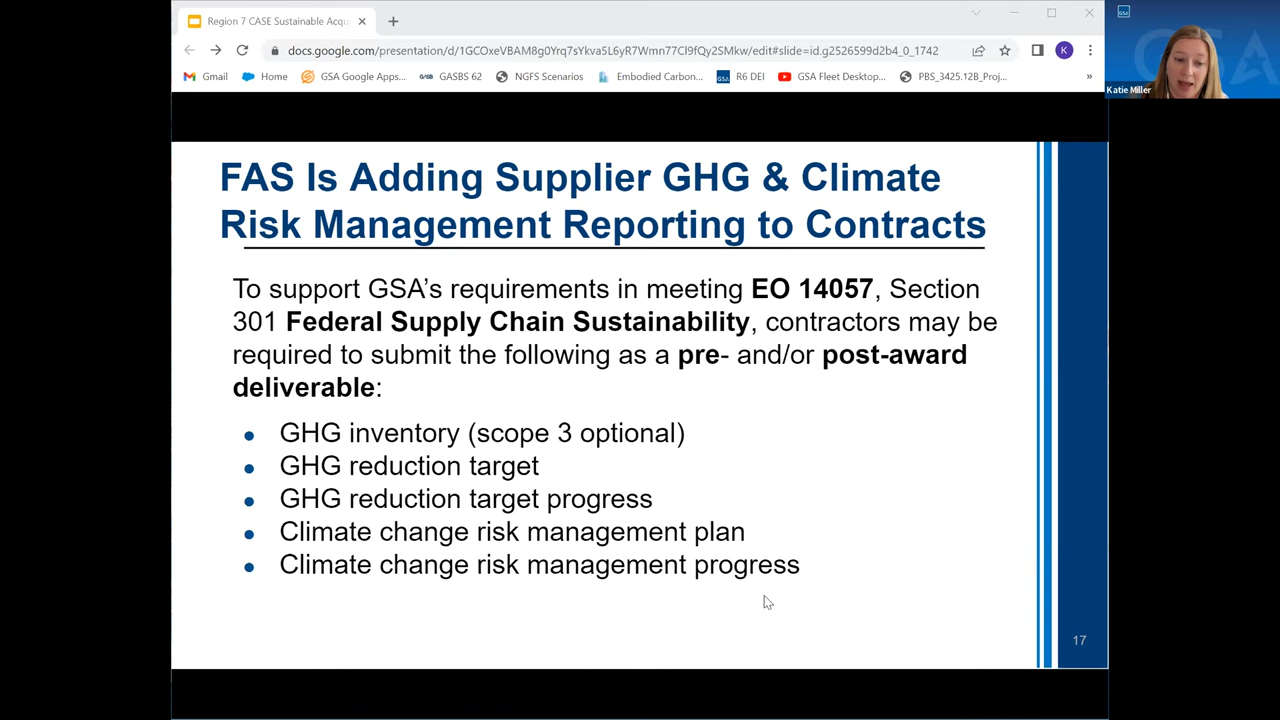 Region 7 CASE Sustainable Acqu
docs.google.com/presentation/d/1GCOxeVBAM8g0Yrq7sYkva5L6yR7Wmn77Cl9fQy2SMkw/edit#slide=id.g2526599d2b4_0_1742
K
Gmail Home GSA Google Apps... GASBS 62 NGFS Scenarios Embodied Carbon... R6 DEI GSA Fleet Desktop... PBS_3425.12B_Proj... »
GSA
Katie Miller
FAS Is Adding Supplier GHG & Climate
Risk Management Reporting to Contracts
To support GSA’s requirements in meeting EO 14057, Section
301 Federal Supply Chain Sustainability, contractors may be
required to submit the following as a pre- and/or post-award
deliverable:
• GHG inventory (scope 3 optional)
• GHG reduction target
• GHG reduction target progress
• Climate change risk management plan
• Climate change risk management progress
17